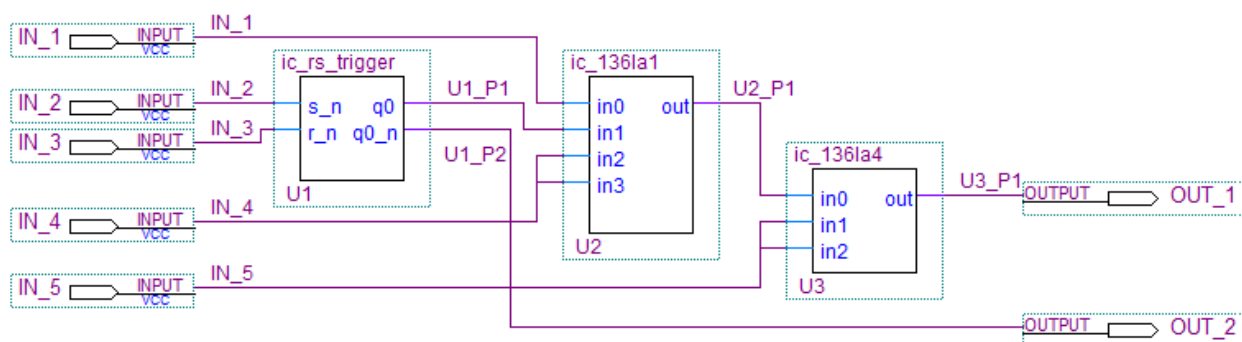 IN_1 INPUT VCC IN_1
ic_rs_trigger
ic_136la1
IN_2 INPUT VCC IN_2
s_n q0
U1_P1
in0 out
U2_P1
IN_3 INPUT VCC IN_3
r_n q0_n
U1_P2
in1
in2
in3
ic_136la4
U1
IN_4 INPUT VCC IN_4
in0 out
U3_P1
OUTPUT OUT_1
in1
in2
U2
IN_5 INPUT VCC IN_5
U3
OUTPUT OUT_2